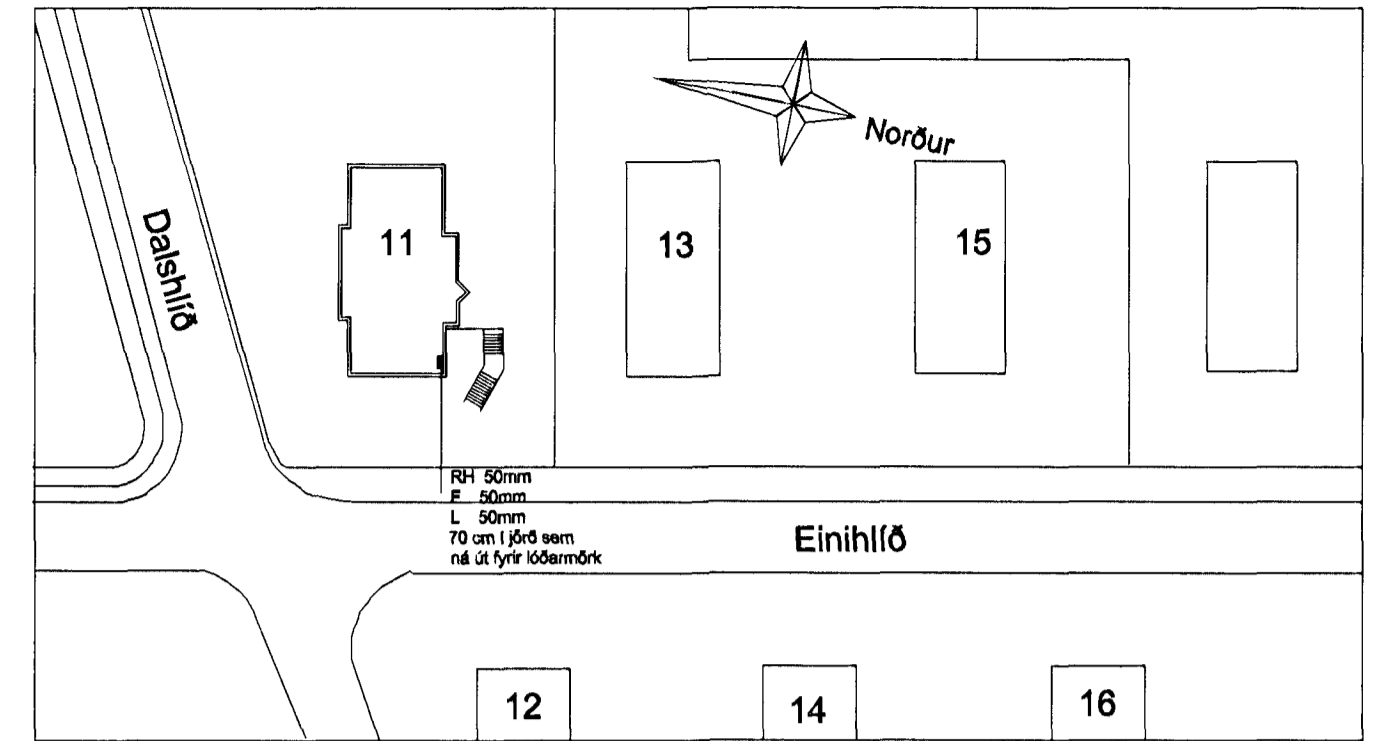 Norður
Dalshlíð
11
13
15
RH 50mm
F 50mm
L 50mm
70 cm í jörð sem
ná út fyrir lóðarmörk
Einihlíð
12
14
16